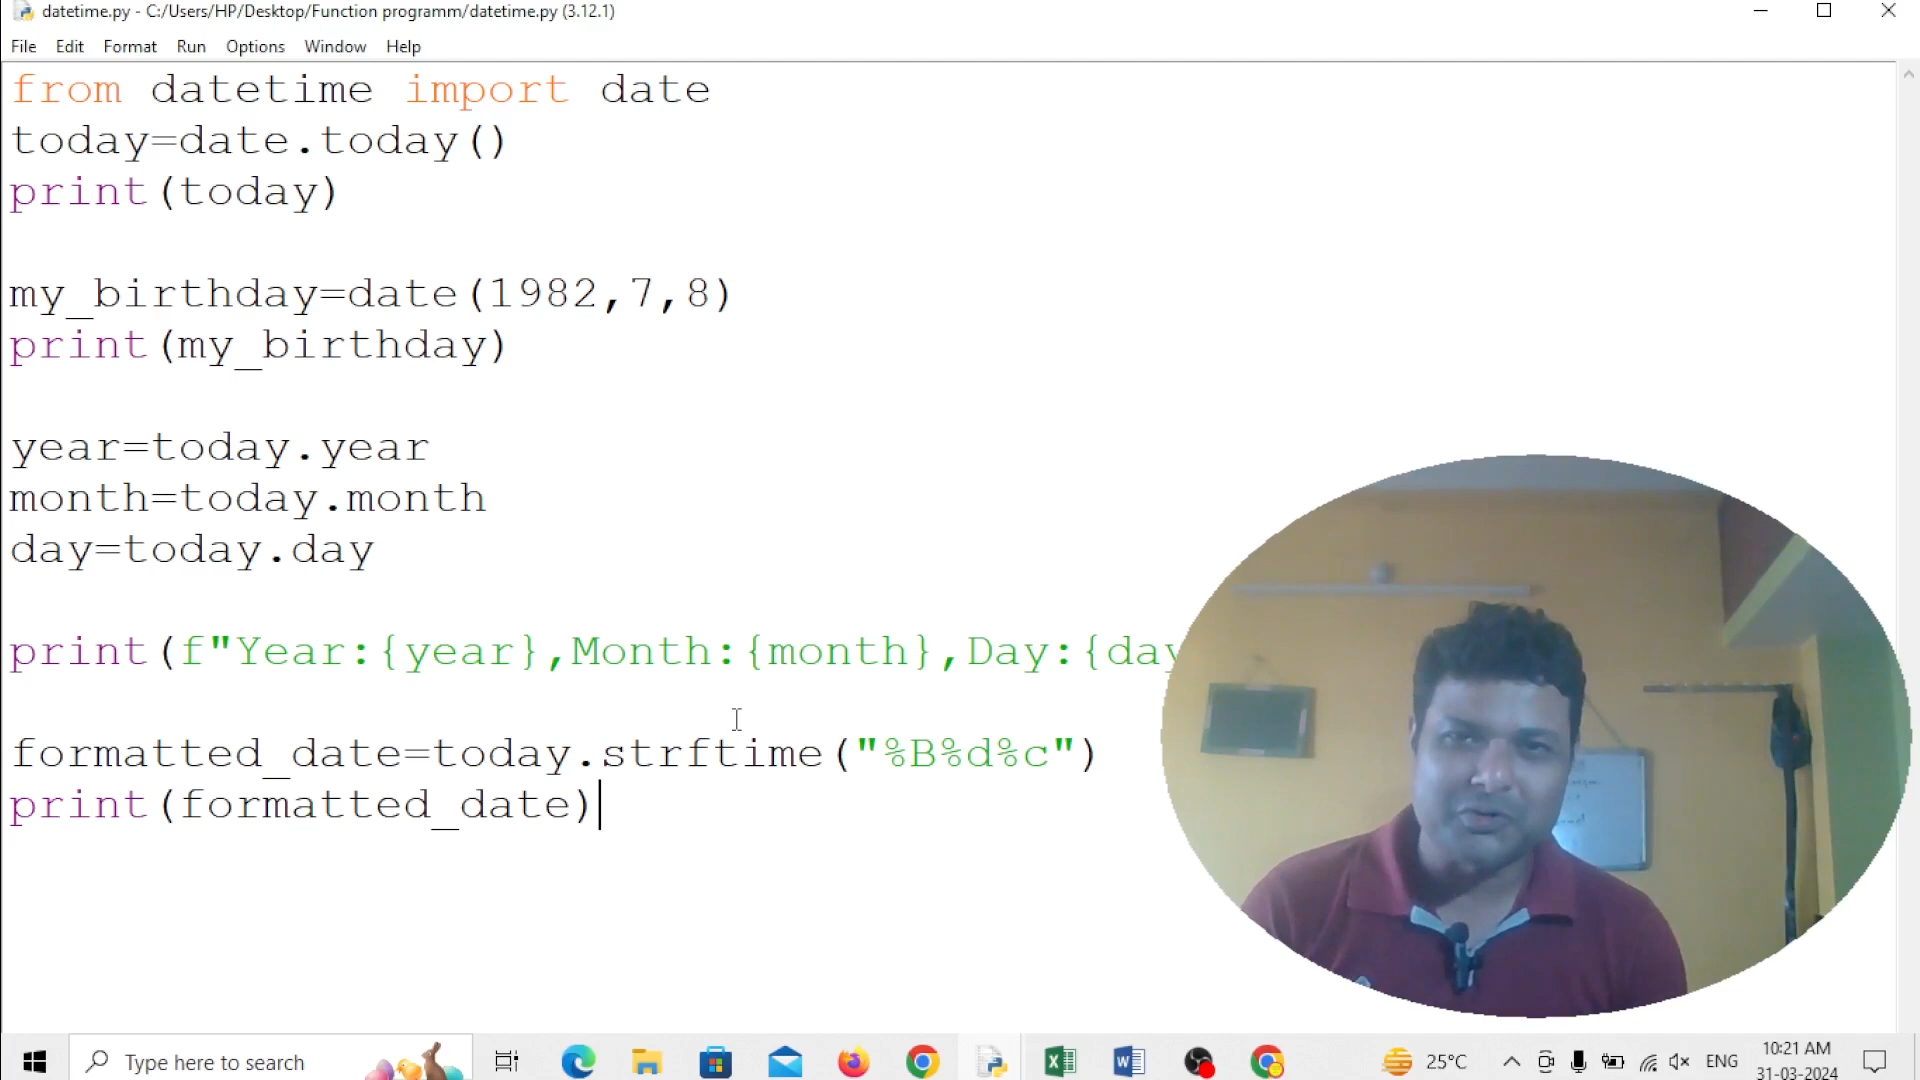 datetime.py - C:/Users/HP/Desktop/Function programm/datetime.py (3.12.1)
File Edit Format Run Options Window Help
from datetime import date
today=date.today()
print(today)
my_birthday=date(1982,7,8)
print(my_birthday)
year=today.year
month=today.month
day=today.day
print(f"Year:{year},Month:{month},Day:{day
formatted_date=today.strftime("%B%d%c")
print(formatted_date)
Type here to search
25°C
ENG
10:21 AM
31-03-2024